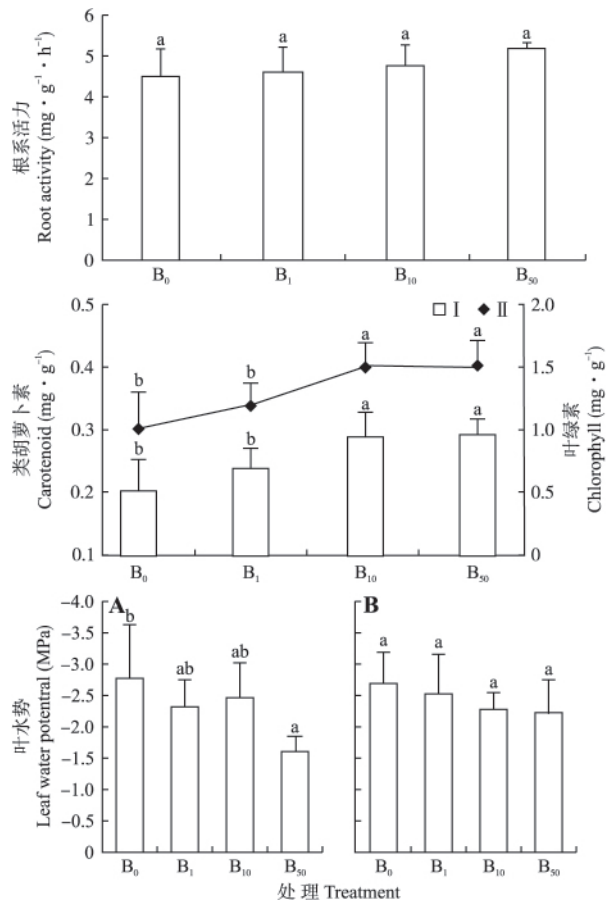 根系活力
Root activity (mg・g⁻¹・h⁻¹)
6
5
4
3
2
1
0
a
a
a
a
B₀
B₁
B₁₀
B₅₀
类胡萝卜素
Carotenoid (mg・g⁻¹)
0.5
0.4
0.3
0.2
0.1
Ⅰ
Ⅱ
b
b
a
a
b
b
a
a
2.0
1.5
1.0
0.5
0
叶绿素
Chlorophyll (mg・g⁻¹)
B₀
B₁
B₁₀
B₅₀
叶水势
Leaf water potentral (MPa)
-4.0
-3.5
-3.0
-2.5
-2.0
-1.5
-1.0
-0.5
0
A
b
ab
ab
a
B₀
B₁
B₁₀
B₅₀
B
a
a
a
a
B₀
B₁
B₁₀
B₅₀
处 理 Treatment